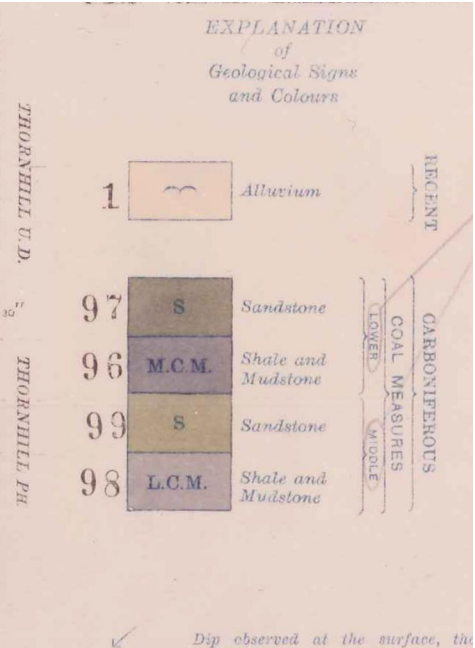 EXPLANATION
of
Geological Signs
and Colours
THORNHILL U.D.
1
Alluvium
RECENT
97
S
Sandstone
96
M.C.M.
Shale and
Mudstone
LOWER
99
S
Sandstone
98
L.C.M.
Shale and
Mudstone
MIDDLE
COAL MEASURES
CARBONIFEROUS
THORNHILL PH
Dip observed at the surface, the